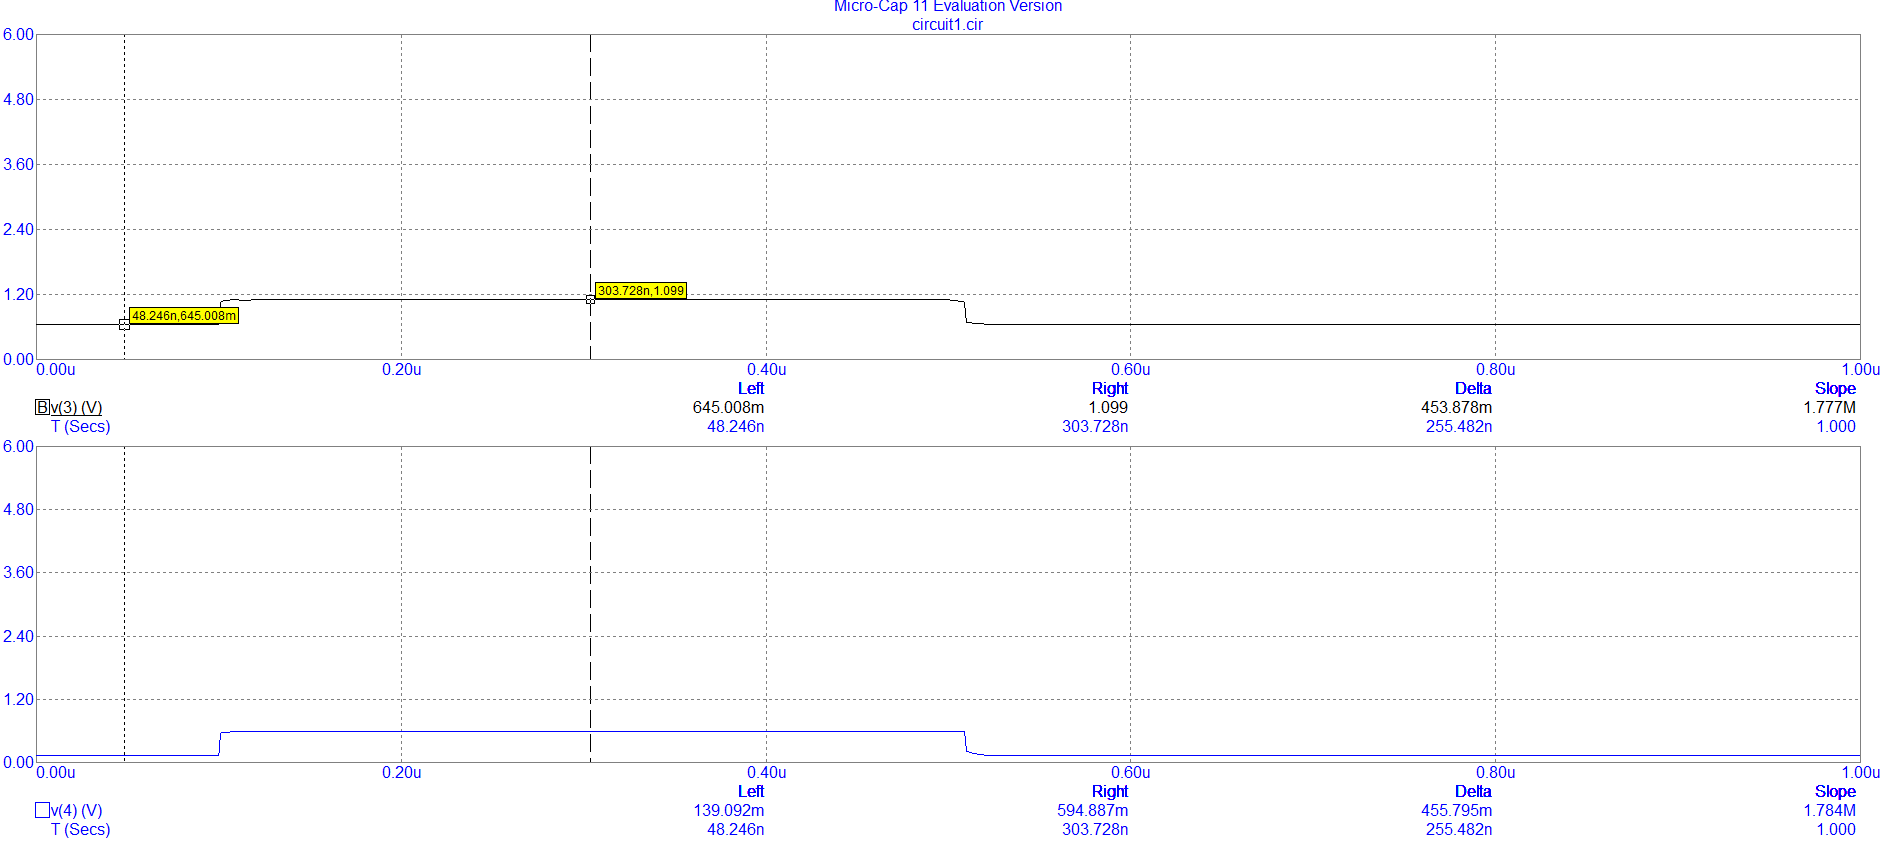 Micro-Cap 11 Evaluation Version
circuit1.cir
6.00
4.80
3.60
2.40
1.20
0.00
48.246n,645.008m
303.728n,1.099
0.00u 0.20u 0.40u 0.60u 0.80u 1.00u
Left Right Delta Slope
B v(3) (V) 645.008m 1.099 453.878m 1.777M
T (Secs) 48.246n 303.728n 255.482n 1.000
6.00
4.80
3.60
2.40
1.20
0.00
0.00u 0.20u 0.40u 0.60u 0.80u 1.00u
Left Right Delta Slope
v(4) (V) 139.092m 594.887m 455.795m 1.784M
T (Secs) 48.246n 303.728n 255.482n 1.000